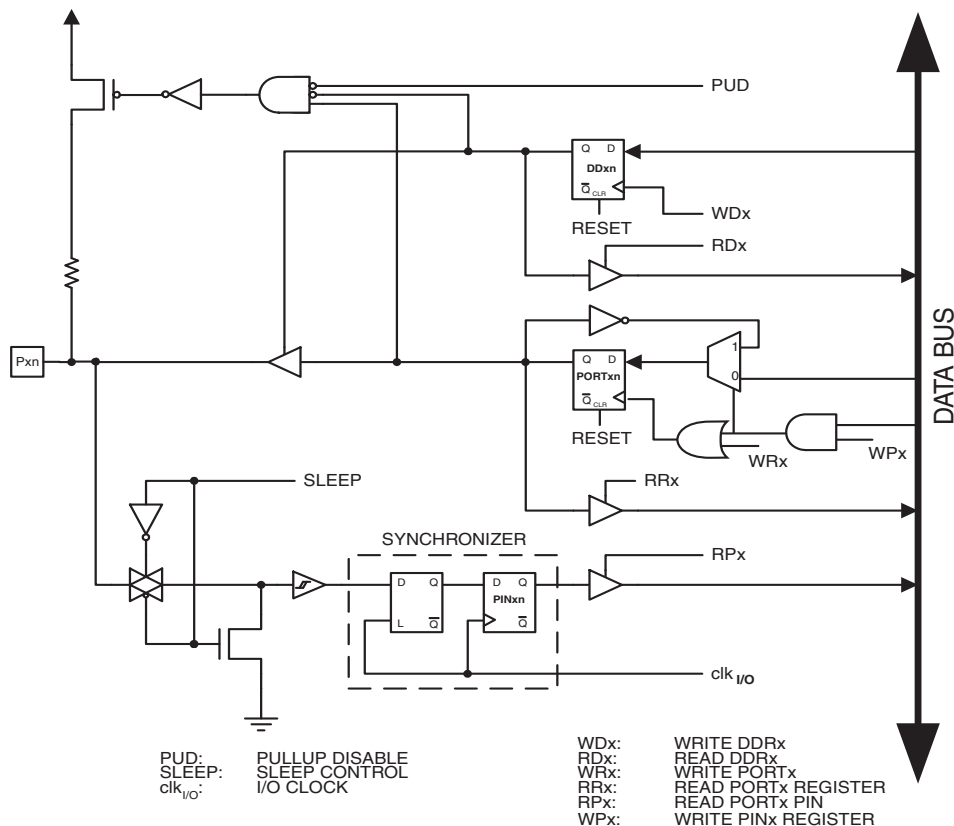 PUD
Q D
DDxn
Q CLR
WDx
RESET
RDx
Pxn
1
Q D
PORTxn
0
Q CLR
RESET
WRx
WPx
DATA BUS
SLEEP
RRx
SYNCHRONIZER
RPx
D Q
L Q
D Q
PINxn
Q
clk I/O
PUD: PULLUP DISABLE
SLEEP: SLEEP CONTROL
clkI/O: I/O CLOCK
WDx: WRITE DDRx
RDx: READ DDRx
WRx: WRITE PORTx
RRx: READ PORTx REGISTER
RPx: READ PORTx PIN
WPx: WRITE PINx REGISTER